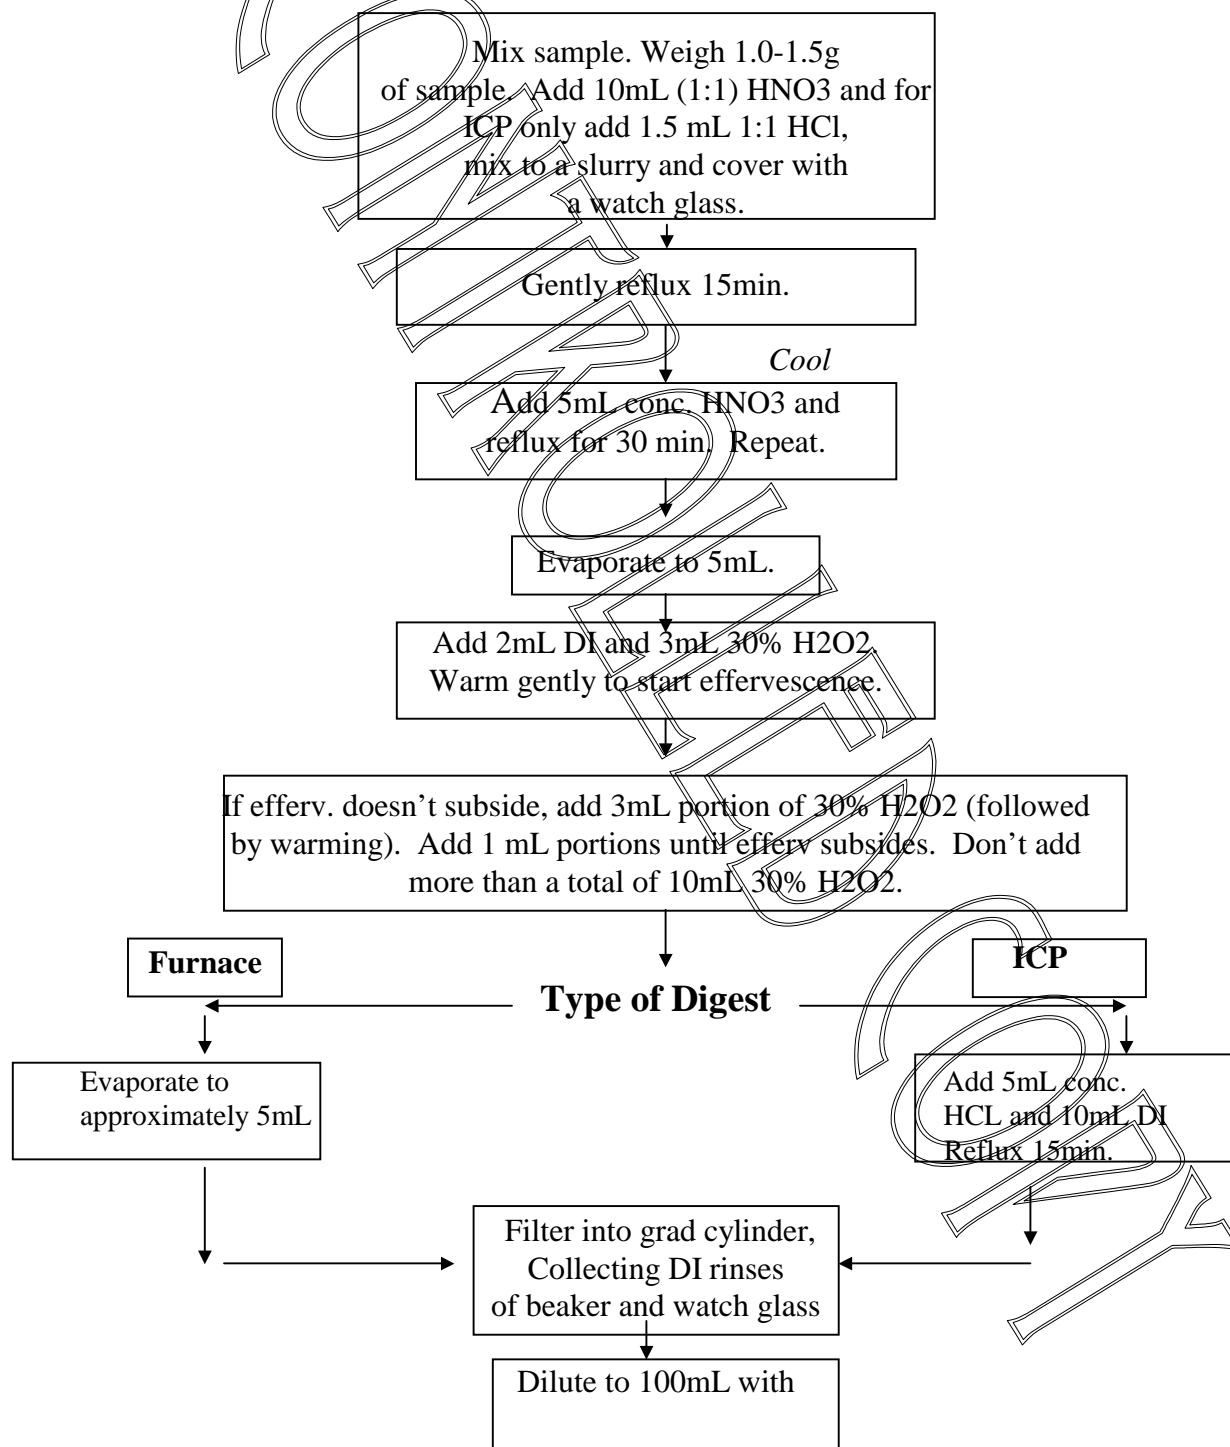 Mix sample. Weigh 1.0-1.5g
of sample.  Add 10mL (1:1) HNO3 and for
ICP only add 1.5 mL 1:1 HCl,
mix to a slurry and cover with
a watch glass.
Gently reflux 15min.
Cool
Add 5mL conc. HNO3 and
reflux for 30 min.  Repeat.
Evaporate to 5mL.
Add 2mL DI and 3mL 30% H2O2.
Warm gently to start effervescence.
If efferv. doesn't subside, add 3mL portion of 30% H2O2 (followed
by warming).  Add 1 mL portions until efferv subsides.  Don't add
more than a total of 10mL 30% H2O2.
Furnace
ICP
Type of Digest
Evaporate to
approximately 5mL
Add 5mL conc.
HCL and 10mL DI
Reflux 15min.
Filter into grad cylinder,
Collecting DI rinses
of beaker and watch glass
Dilute to 100mL with
CONTROLLED COPY